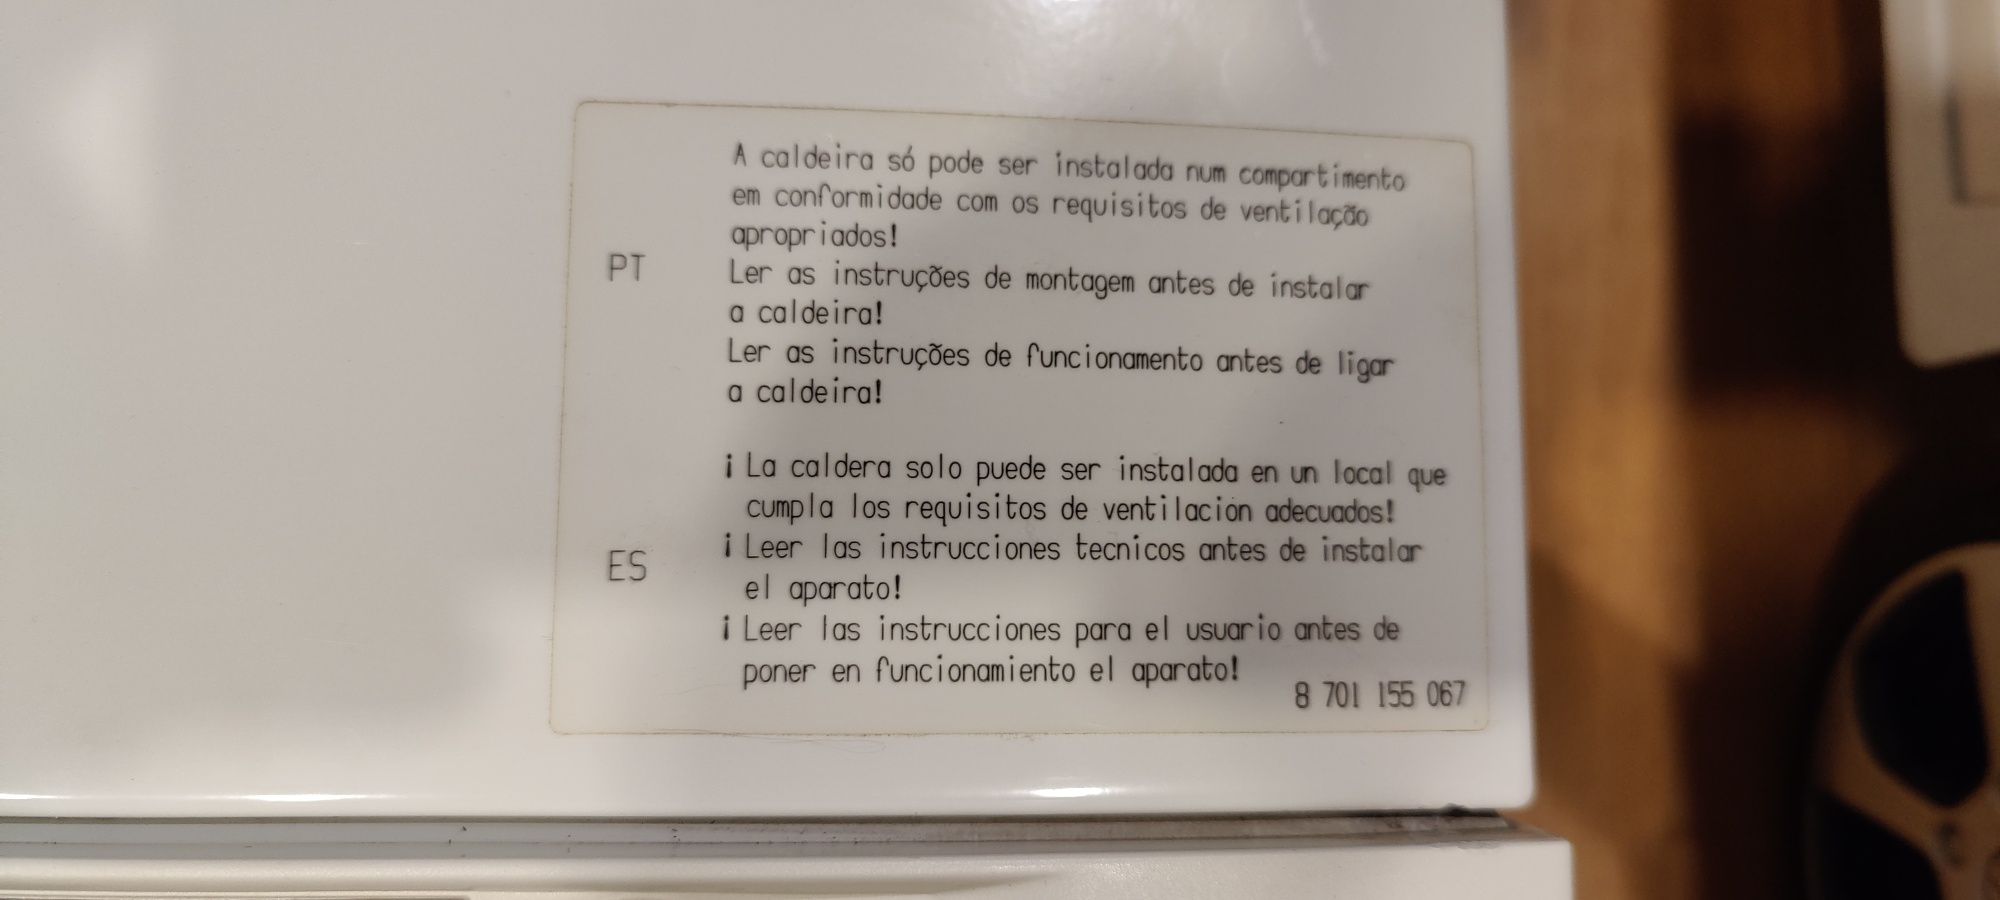 A caldeira só pode ser instalada num compartimento
em conformidade com os requisitos de ventilação
apropriados!
PT
Ler as instruções de montagem antes de instalar
a caldeira!
Ler as instruções de funcionamento antes de ligar
a caldeira!
¡ La caldera solo puede ser instalada en un local que
cumpla los requisitos de ventilación adecuados!
¡ Leer las instrucciones tecnicos antes de instalar
ES
el aparato!
¡ Leer las instrucciones para el usuario antes de
poner en funcionamiento el aparato!
8 701 155 067